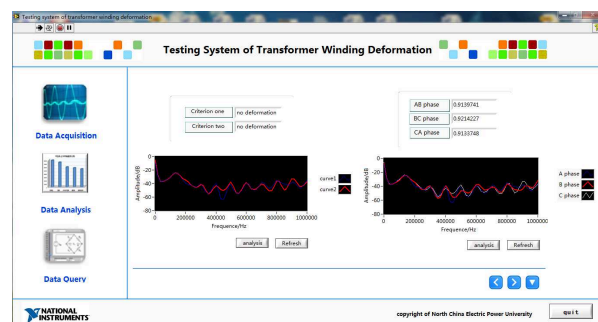 Testing system of transformer winding deformation
Testing System of Transformer Winding Deformation
Data Acquisition
Data Analysis
Data Query
Criterion one no deformation
Criterion two no deformation
AB phase 0.9139741
BC phase 0.9214227
CA phase 0.9133748
Amplitude/dB
0
-20
-40
-60
-80
0 200000 400000 600000 800000 1000000
Frequence/Hz
curve1
curve2
analysis Refresh
Amplitude/dB
0
-20
-40
-60
-80
0 200000 400000 600000 800000 1000000
Frequence/Hz
A phase
B phase
C phase
analysis Refresh
NATIONAL
INSTRUMENTS
copyright of North China Electric Power University
quit